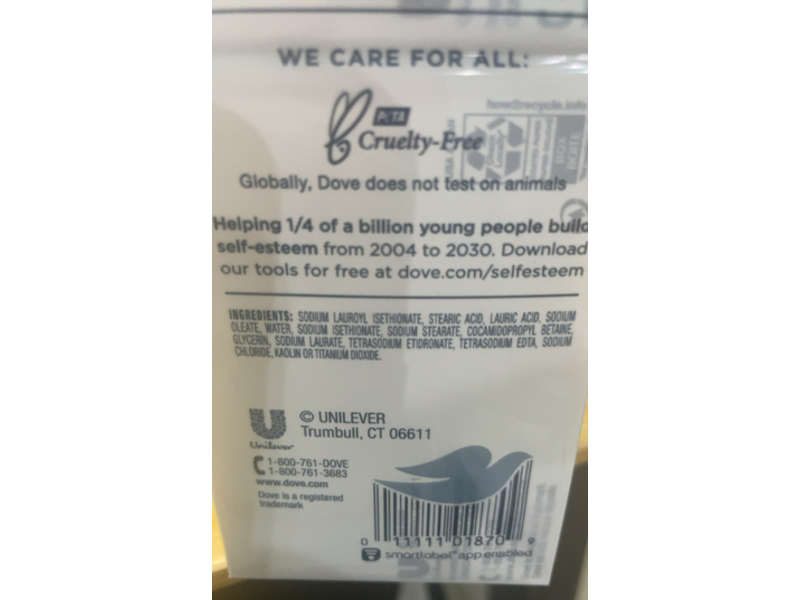 WE CARE FOR ALL:
PETA
Cruelty-Free
how2recycle.info
Globally, Dove does not test on animals
Helping 1/4 of a billion young people build
self-esteem from 2004 to 2030. Download
our tools for free at dove.com/selfesteem
INGREDIENTS: SODIUM LAUROYL ISETHIONATE, STEARIC ACID, LAURIC ACID, SODIUM
OLEATE, WATER, SODIUM ISETHIONATE, SODIUM STEARATE, COCAMIDOPROPYL BETAINE,
GLYCERIN, SODIUM LAURATE, TETRASODIUM ETIDRONATE, TETRASODIUM EDTA, SODIUM
CHLORIDE, KAOLIN OR TITANIUM DIOXIDE.
Unilever
© UNILEVER
Trumbull, CT 06611
1-800-761-DOVE
1-800-761-3683
www.dove.com
Dove is a registered
trademark
0 11111 01870 9
smartlabel app enabled